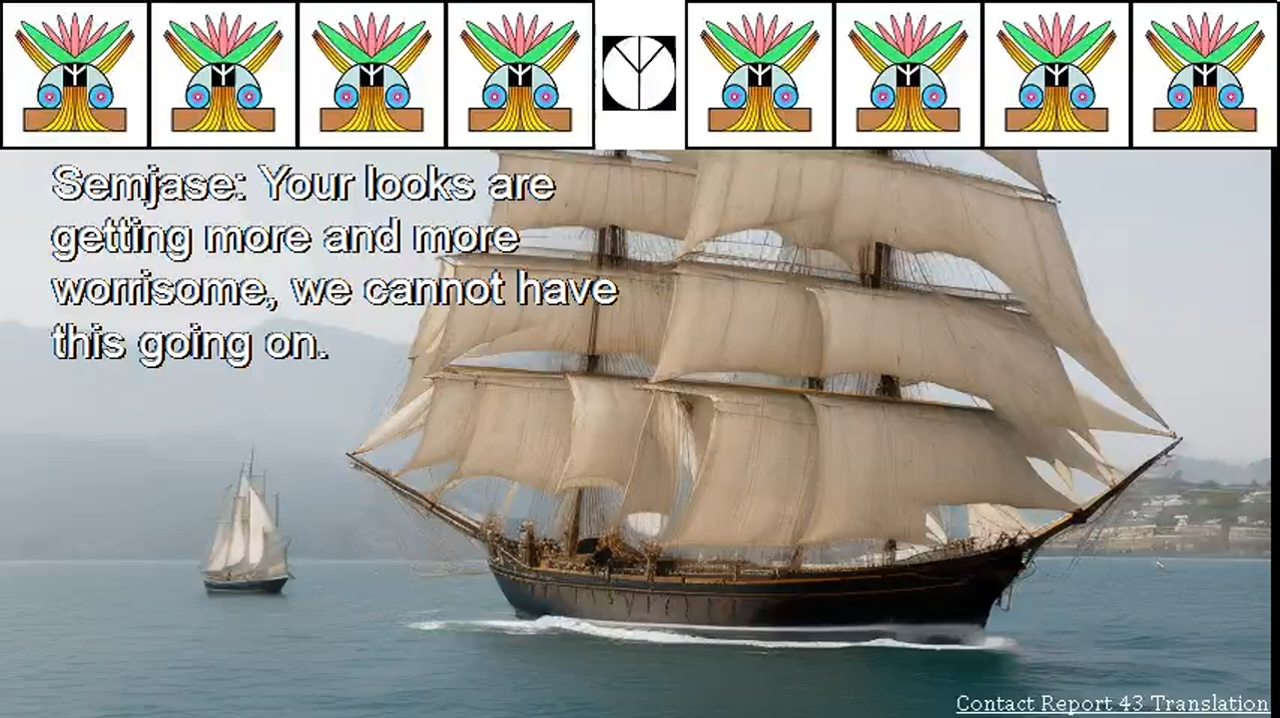 Semjase: Your looks are
getting more and more
worrisome, we cannot have
this going on.
Contact Report 43 Translation